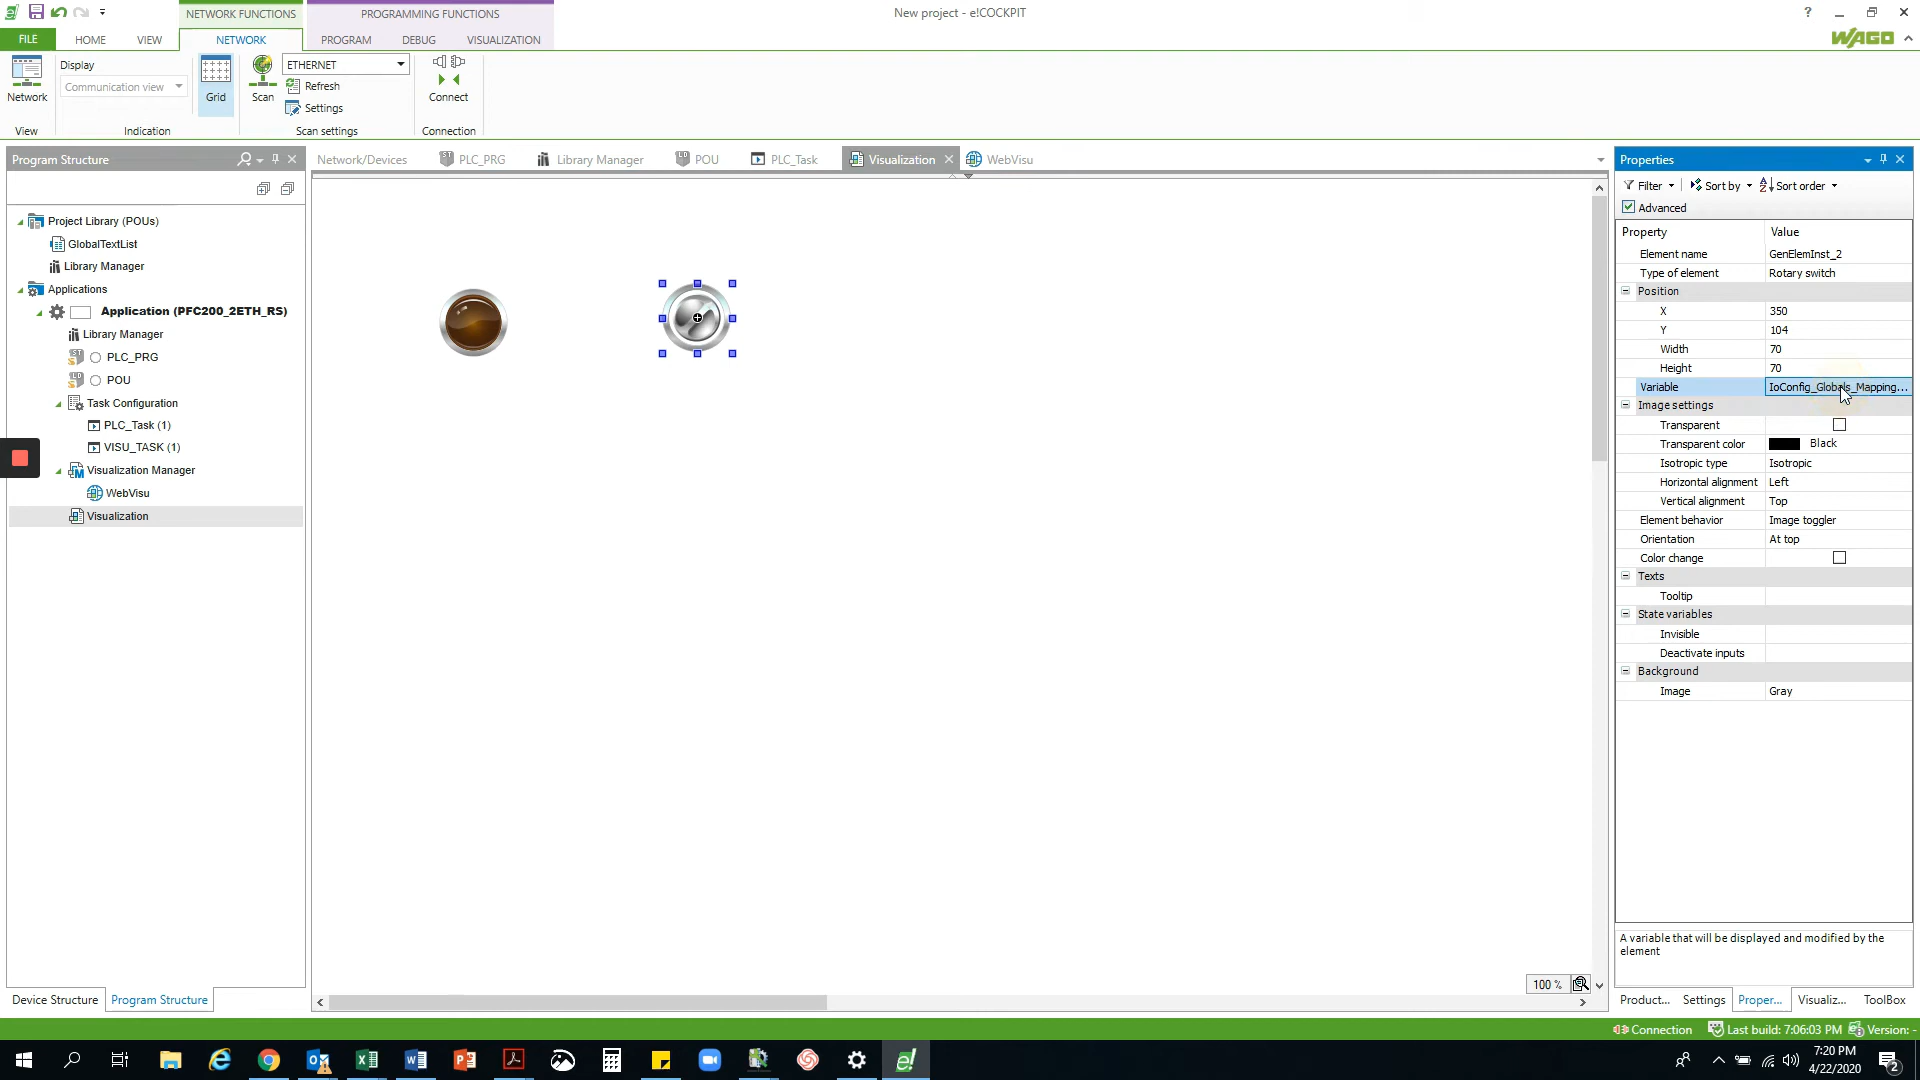 NETWORK FUNCTIONS
PROGRAMMING FUNCTIONS
New project - e!COCKPIT
?
FILE
HOME
VIEW
NETWORK
PROGRAM
DEBUG
VISUALIZATION
WAGO
Network
View
Display
Communication view
Indication
Grid
Scan
ETHERNET
Refresh
Settings
Scan settings
Connect
Connection
Program Structure
Network/Devices
PLC_PRG
Library Manager
POU
PLC_Task
Visualization
WebVisu
Project Library (POUs)
GlobalTextList
Library Manager
Applications
Application (PFC200_2ETH_RS)
Library Manager
PLC_PRG
POU
Task Configuration
PLC_Task (1)
VISU_TASK (1)
Visualization Manager
WebVisu
Visualization
Device Structure
Program Structure
100 %
Properties
Filter
Sort by
Sort order
Advanced
Property Value
Element name GenElemInst_2
Type of element Rotary switch
Position
X 350
Y 104
Width 70
Height 70
Variable IoConfig_Globals_Mapping...
Image settings
Transparent
Transparent color Black
Isotropic type Isotropic
Horizontal alignment Left
Vertical alignment Top
Element behavior Image toggler
Orientation At top
Color change
Texts
Tooltip
State variables
Invisible
Deactivate inputs
Background
Image Gray
A variable that will be displayed and modified by the
element
Product...
Settings
Proper...
Visualiz...
ToolBox
Connection
Last build: 7:06:03 PM
Version: -
7:20 PM
4/22/2020
2